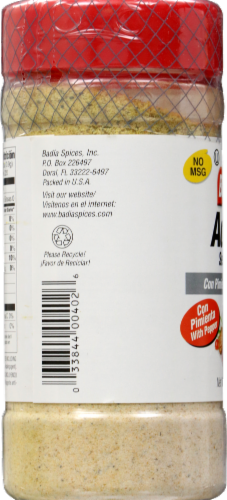 Badia Spices, Inc.
P.O. Box 226497
Doral, FL 33222-6497
Packed in U.S.A.
Visit our website/
Visítenos en el internet:
www.badiaspices.com
Please Recycle!
¡Favor de Reciclar!
0 33844 00402 6
NO
MSG
Con
Pimienta
With Pepper